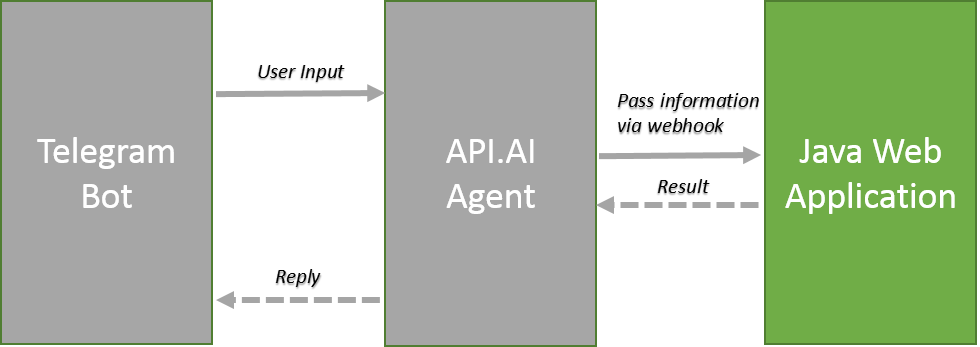 User Input
Pass information
via webhook
Telegram
Bot
API.AI
Agent
Java Web
Application
Result
Reply